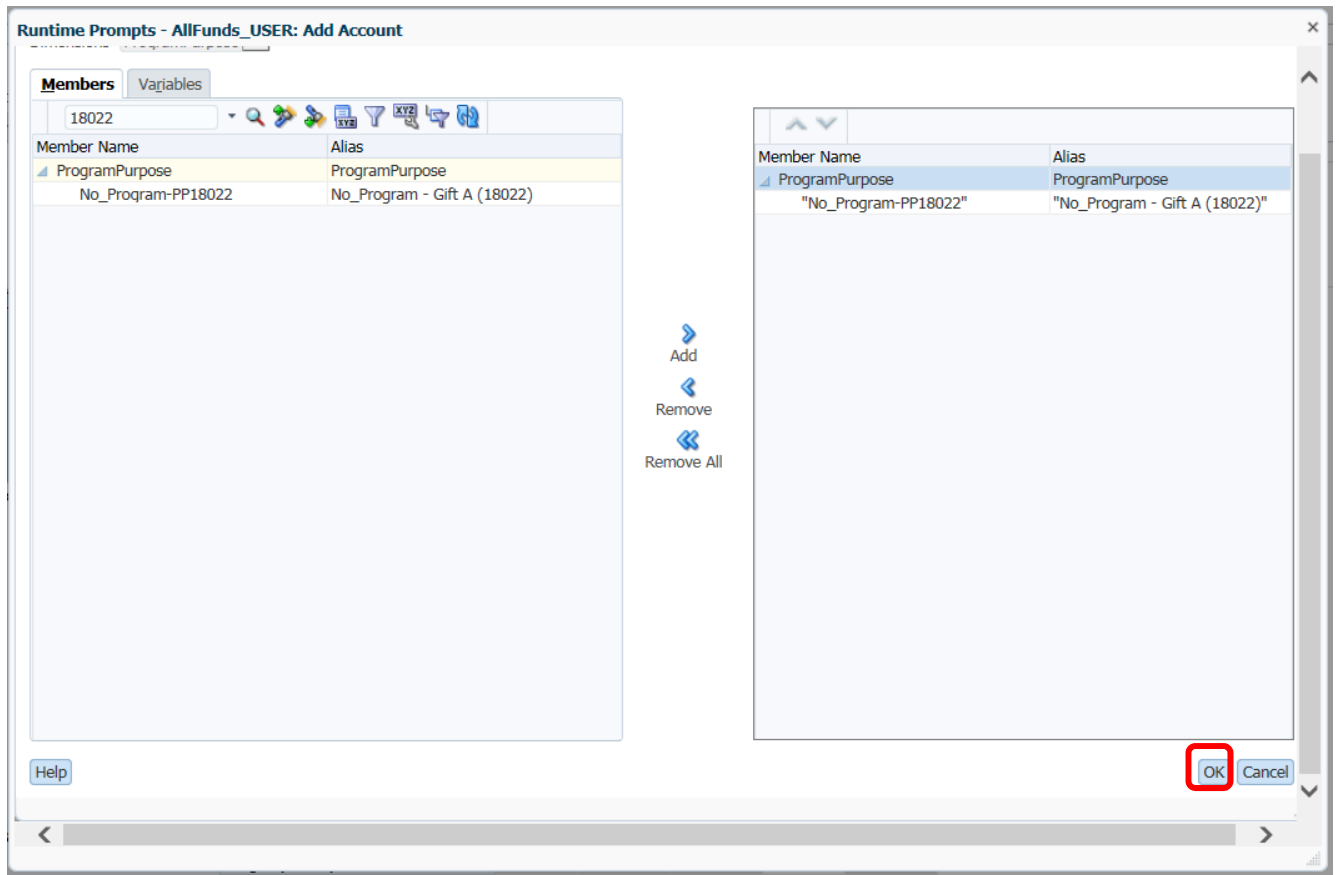 Runtime Prompts - AllFunds_USER: Add Account
Members Variables
18022
Member Name Alias
ProgramPurpose ProgramPurpose
No_Program-PP18022 No_Program - Gift A (18022)
Add
Remove
Remove All
Member Name Alias
ProgramPurpose ProgramPurpose
"No_Program-PP18022" "No_Program - Gift A (18022)"
Help OK Cancel